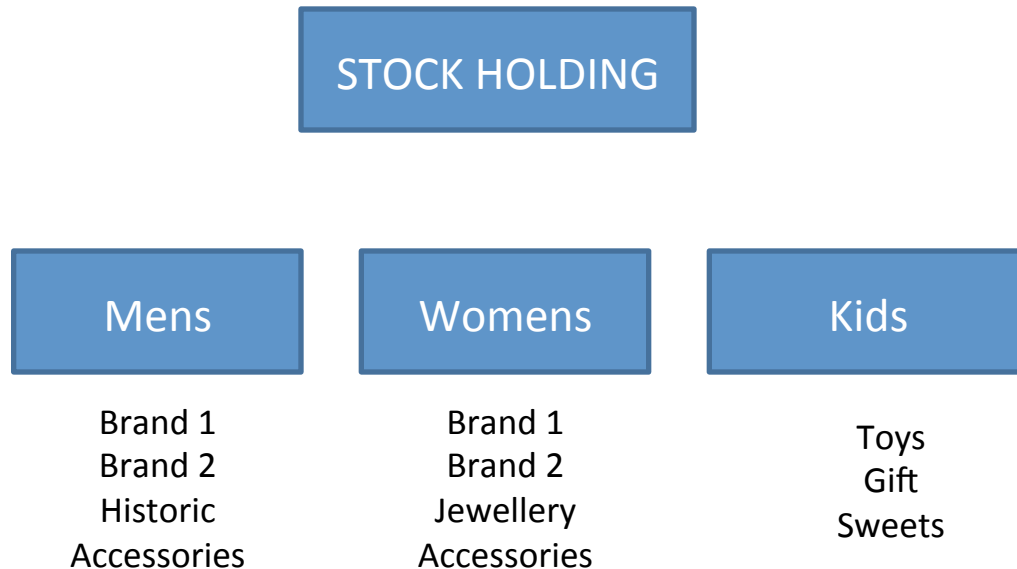 STOCK HOLDING
Mens
Brand 1
Brand 2
Historic
Accessories
Womens
Brand 1
Brand 2
Jewellery
Accessories
Kids
Toys
Gift
Sweets